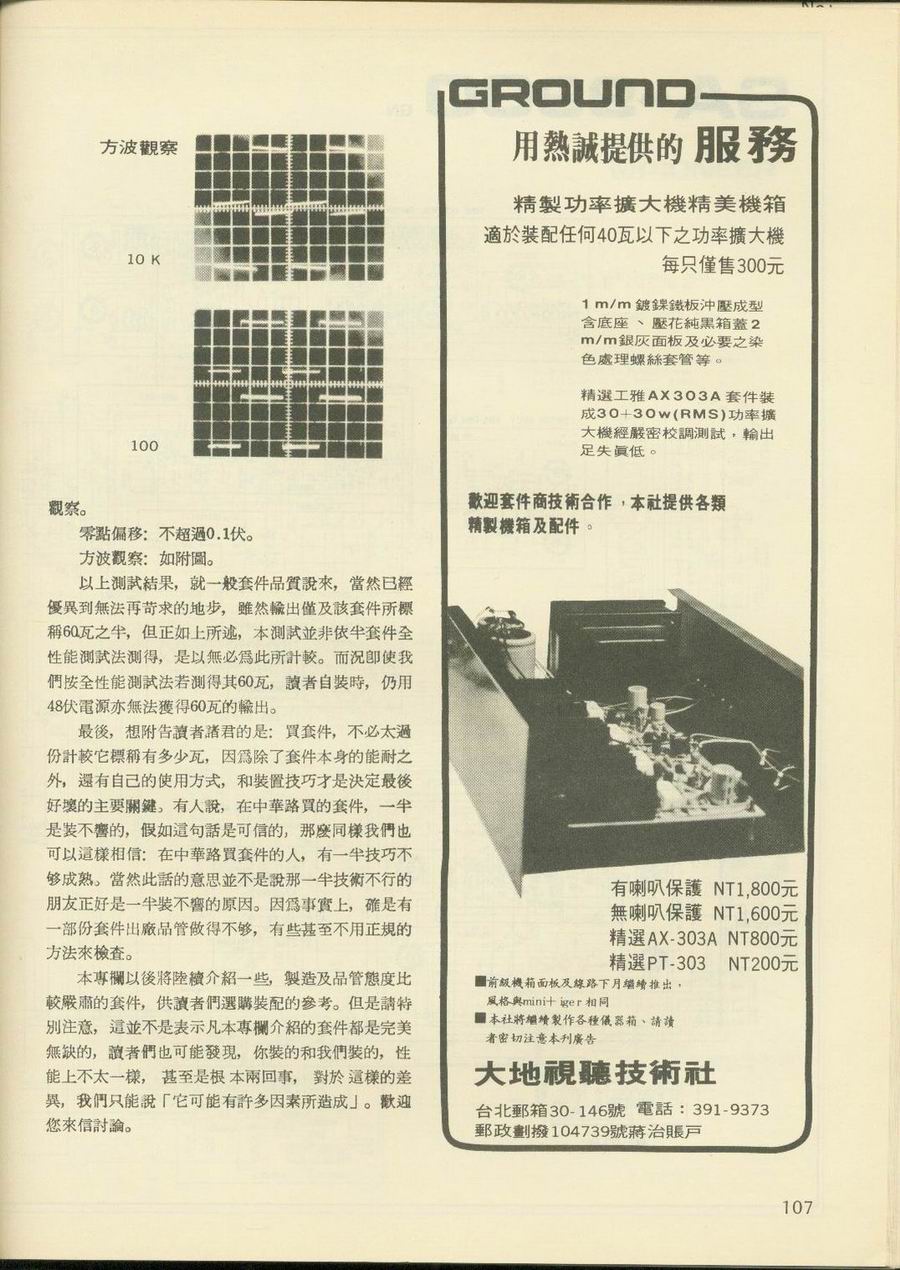 方波觀察
10 K
100
觀察。
零點偏移：不超過0.1伏。
方波觀察：如附圖。
以上測試結果，就一般套件品質說來，當然已經
優異到無法再苛求的地步，雖然輸出僅及該套件所標
稱60瓦之半，但正如上所述，本測試並非依半套件全
性能測試法測得，是以無必爲此所計較。而況卽使我
們按全性能測試法若測得其60瓦，讀者自裝時，仍用
48伏電源亦無法獲得60瓦的輸出。
最後，想附告讀者諸君的是：買套件，不必太過
份計較它標稱有多少瓦，因爲除了套件本身的能耐之
外，還有自己的使用方式，和裝置技巧才是決定最後
好壞的主要關鍵。有人說，在中華路買的套件，一半
是裝不響的，假如這句話是可信的，那麼同樣我們也
可以這樣相信：在中華路買套件的人，有一半技巧不
够成熟。當然此話的意思並不是說那一半技術不行的
朋友正好是一半裝不響的原因。因爲事實上，確是有
一部份套件出廠品管做得不够，有些甚至不用正規的
方法來檢查。
本專欄以後將陸續介紹一些，製造及品管態度比
較嚴肅的套件，供讀者們選購裝配的參考。但是請特
別注意，這並不是表示凡本專欄介紹的套件都是完美
無缺的，讀者們也可能發現，你裝的和我們裝的，性
能上不太一樣，甚至是根本兩回事，對於這樣的差
異，我們只能說「它可能有許多因素所造成」。歡迎
您來信討論。
GROUND
用熱誠提供的 服務
精製功率擴大機精美機箱
適於裝配任何40瓦以下之功率擴大機
每只僅售300元
1 m/m 鍍鎳鐵板沖壓成型
含底座、壓花純黑箱蓋2
m/m銀灰面板及必要之染
色處理螺絲套管等。
精選工雅AX303A套件裝
成30+30w(RMS)功率擴
大機經嚴密校調測試，輸出
足失眞低。
歡迎套件商技術合作，本社提供各類
精製機箱及配件。
有喇叭保護 NT1,800元
無喇叭保護 NT1,600元
精選AX-303A NT800元
精選PT-303 NT200元
■前級機箱面板及線路下月繼續推出，
風格與mini+iger相同
■本社將繼續製作各種儀器箱、請讀
者密切注意本刋廣告
大地視聽技術社
台北郵箱30-146號 電話：391-9373
郵政劃撥104739號蔣治賬戶
107